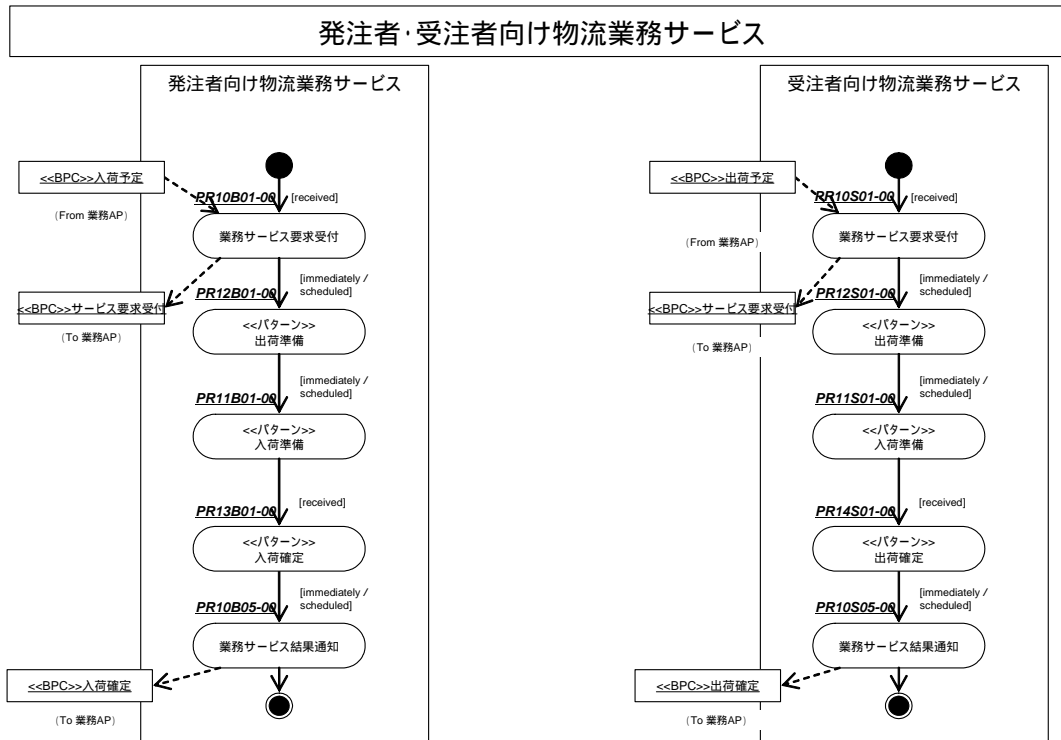 発注者・受注者向け物流業務サービス
発注者向け物流業務サービス
<<BPC>>入荷予定
(From 業務AP)
PR10B01-00
[received]
業務サービス要求受付
<<BPC>>サービス要求受付
(To 業務AP)
[immediately /
scheduled]
PR12B01-00
<<パターン>>
出荷準備
[immediately /
scheduled]
PR11B01-00
<<パターン>>
入荷準備
[received]
PR13B01-00
<<パターン>>
入荷確定
[immediately /
scheduled]
PR10B05-00
業務サービス結果通知
<<BPC>>入荷確定
(To 業務AP)
受注者向け物流業務サービス
<<BPC>>出荷予定
(From 業務AP)
PR10S01-00
[received]
業務サービス要求受付
<<BPC>>サービス要求受付
(To 業務AP)
[immediately /
scheduled]
PR12S01-00
<<パターン>>
出荷準備
[immediately /
scheduled]
PR11S01-00
<<パターン>>
入荷準備
[received]
PR14S01-00
<<パターン>>
出荷確定
[immediately /
scheduled]
PR10S05-00
業務サービス結果通知
<<BPC>>出荷確定
(To 業務AP)